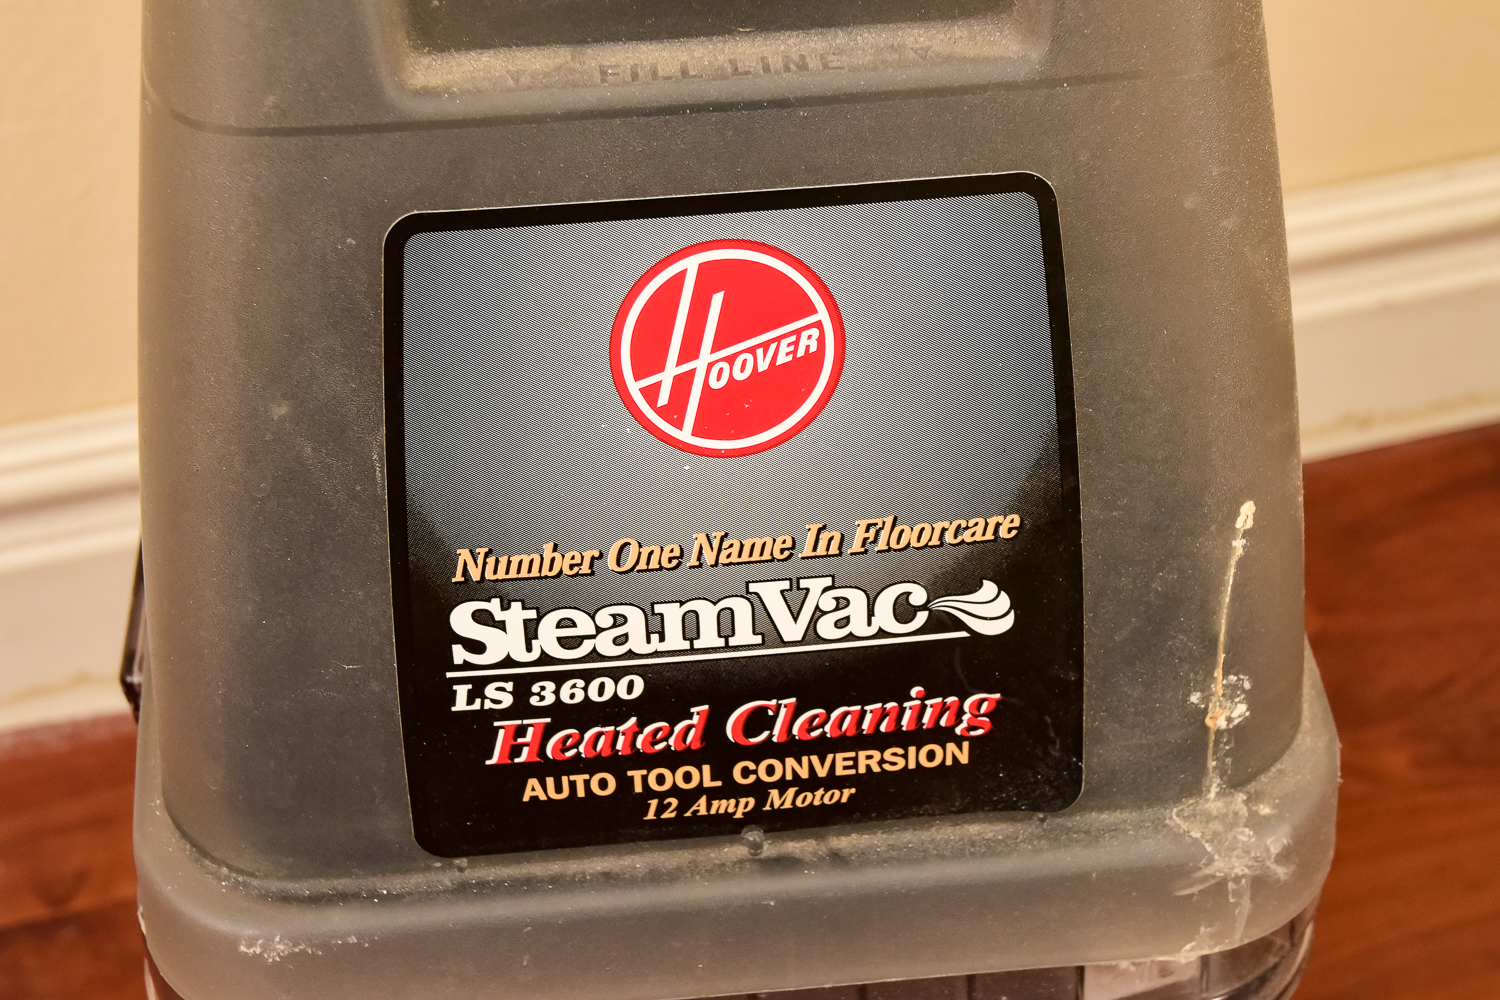 FILL LINE
HOOVER
Number One Name In Floorcare
SteamVac
LS 3600
Heated Cleaning
AUTO TOOL CONVERSION
12 Amp Motor